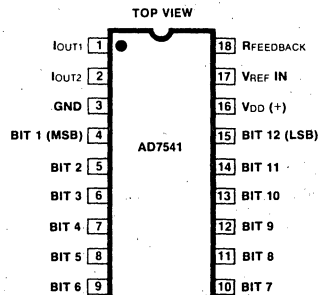 TOP VIEW
IOUT1 1 18 RFEEDBACK
IOUT2 2 17 VREF IN
GND 3 16 VDD (+)
BIT 1 (MSB) 4 15 BIT 12 (LSB)
AD7541
BIT 2 5 14 BIT 11
BIT 3 6 13 BIT 10
BIT 4 7 12 BIT 9
BIT 5 8 11 BIT 8
BIT 6 9 10 BIT 7